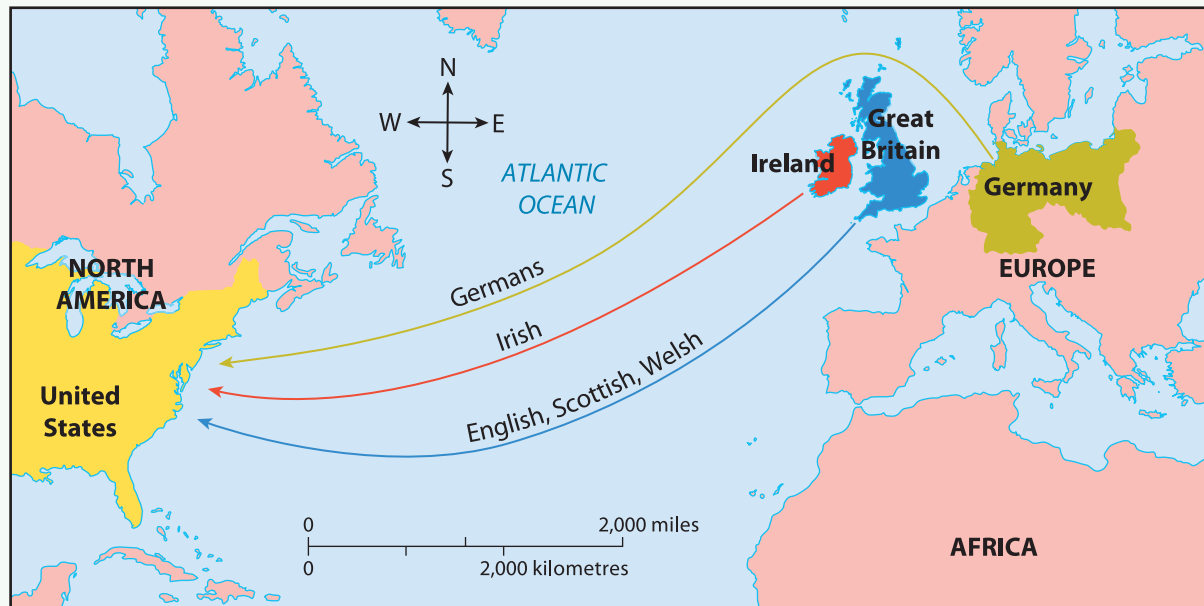 N
W E
S
ATLANTIC
OCEAN
Great
Britain
Ireland
Germany
EUROPE
NORTH
AMERICA
United
States
Germans
Irish
English, Scottish, Welsh
0 2,000 miles
0 2,000 kilometres
AFRICA